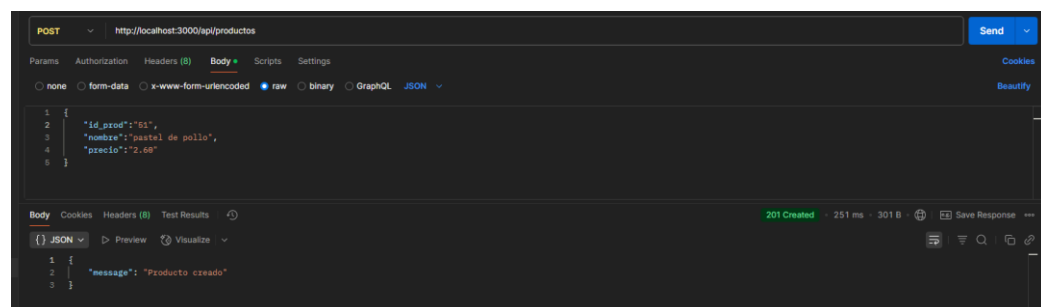 POST http://localhost:3000/api/productos Send
Params Authorization Headers (8) Body Scripts Settings Cookies
none form-data x-www-form-urlencoded raw binary GraphQL JSON Beautify
1 {
2 "id_prod":"51",
3 "nombre":"pastel de pollo",
4 "precio":"2.60"
5 }
Body Cookies Headers (8) Test Results 201 Created · 251 ms · 301 B · Save Response
{} JSON Preview Visualize
1 {
2 "message": "Producto creado"
3 }